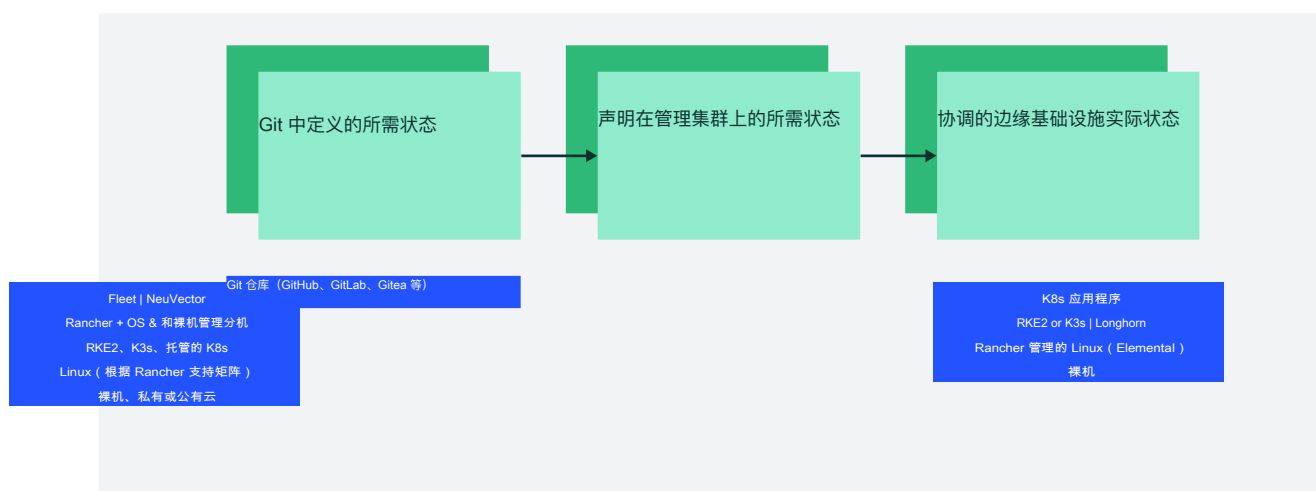 Git 中定义的所需状态
声明在管理集群上的所需状态
协调的边缘基础设施实际状态
Git 仓库（GitHub、GitLab、Gitea 等）
Fleet | NeuVector
Rancher + OS & 和裸机管理分机
RKE2、K3s、托管的 K8s
Linux（根据 Rancher 支持矩阵）
裸机、私有或公有云
K8s 应用程序
RKE2 or K3s | Longhorn
Rancher 管理的 Linux（Elemental）
裸机